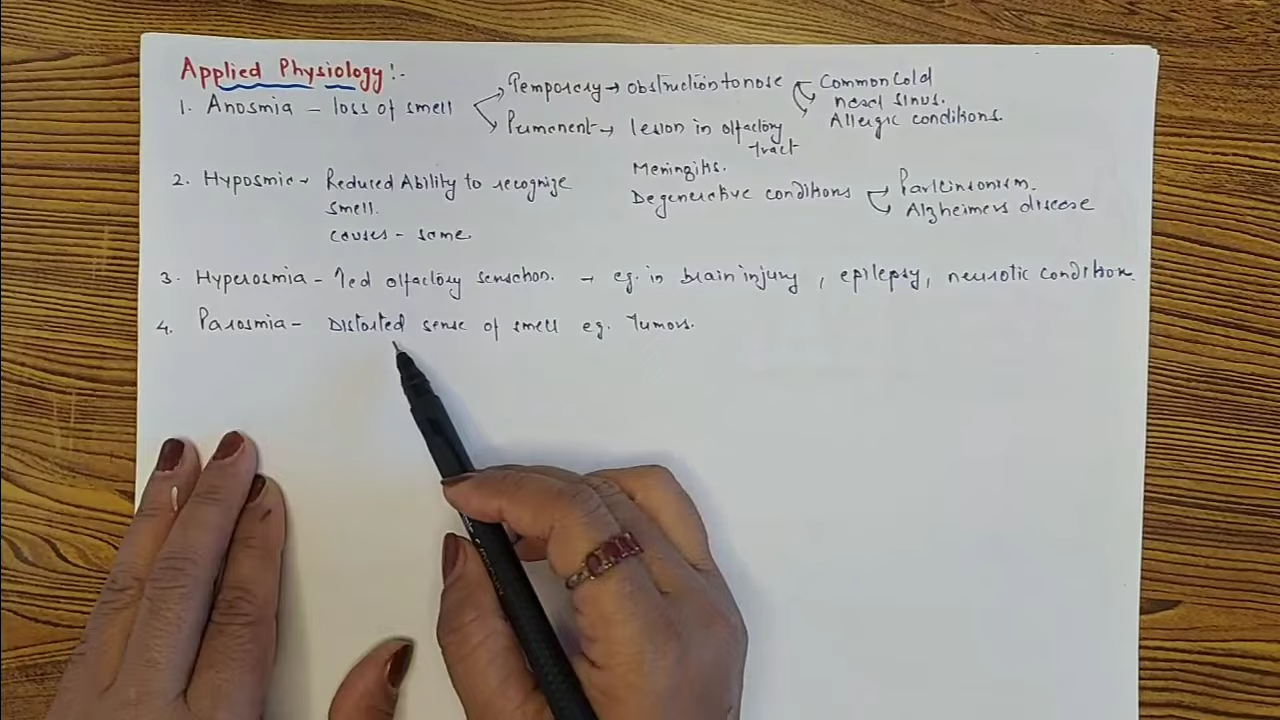 Applied Physiology:-
1. Anosmia - loss of smell
Temporary → obstruction to nose
Common Cold
nasal sinus.
Allergic conditions.
Permanent → lesion in olfactory
tract
Meningitis.
Degenerative conditions
Parkinsonism.
Alzheimers disease
2. Hyposmia → Reduced Ability to recognize
smell.
causes - same.
3. Hyperosmia - ↑ed olfactory sensation. → eg. in brain injury, epilepsy, neurotic condition.
4. Parosmia - Distorted sense of smell eg. Tumors.